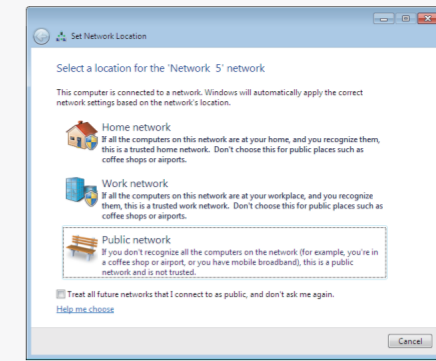 Set Network Location
Select a location for the 'Network 5' network
This computer is connected to a network. Windows will automatically apply the correct
network settings based on the network's location.
Home network
If all the computers on this network are at your home, and you recognize them,
this is a trusted home network. Don't choose this for public places such as
coffee shops or airports.
Work network
If all the computers on this network are at your workplace, and you recognize
them, this is a trusted work network. Don't choose this for public places such as
coffee shops or airports.
Public network
If you don't recognize all the computers on the network (for example, you're in
a coffee shop or airport, or you have mobile broadband), this is a public
network and is not trusted.
Treat all future networks that I connect to as public, and don't ask me again.
Help me choose
Cancel